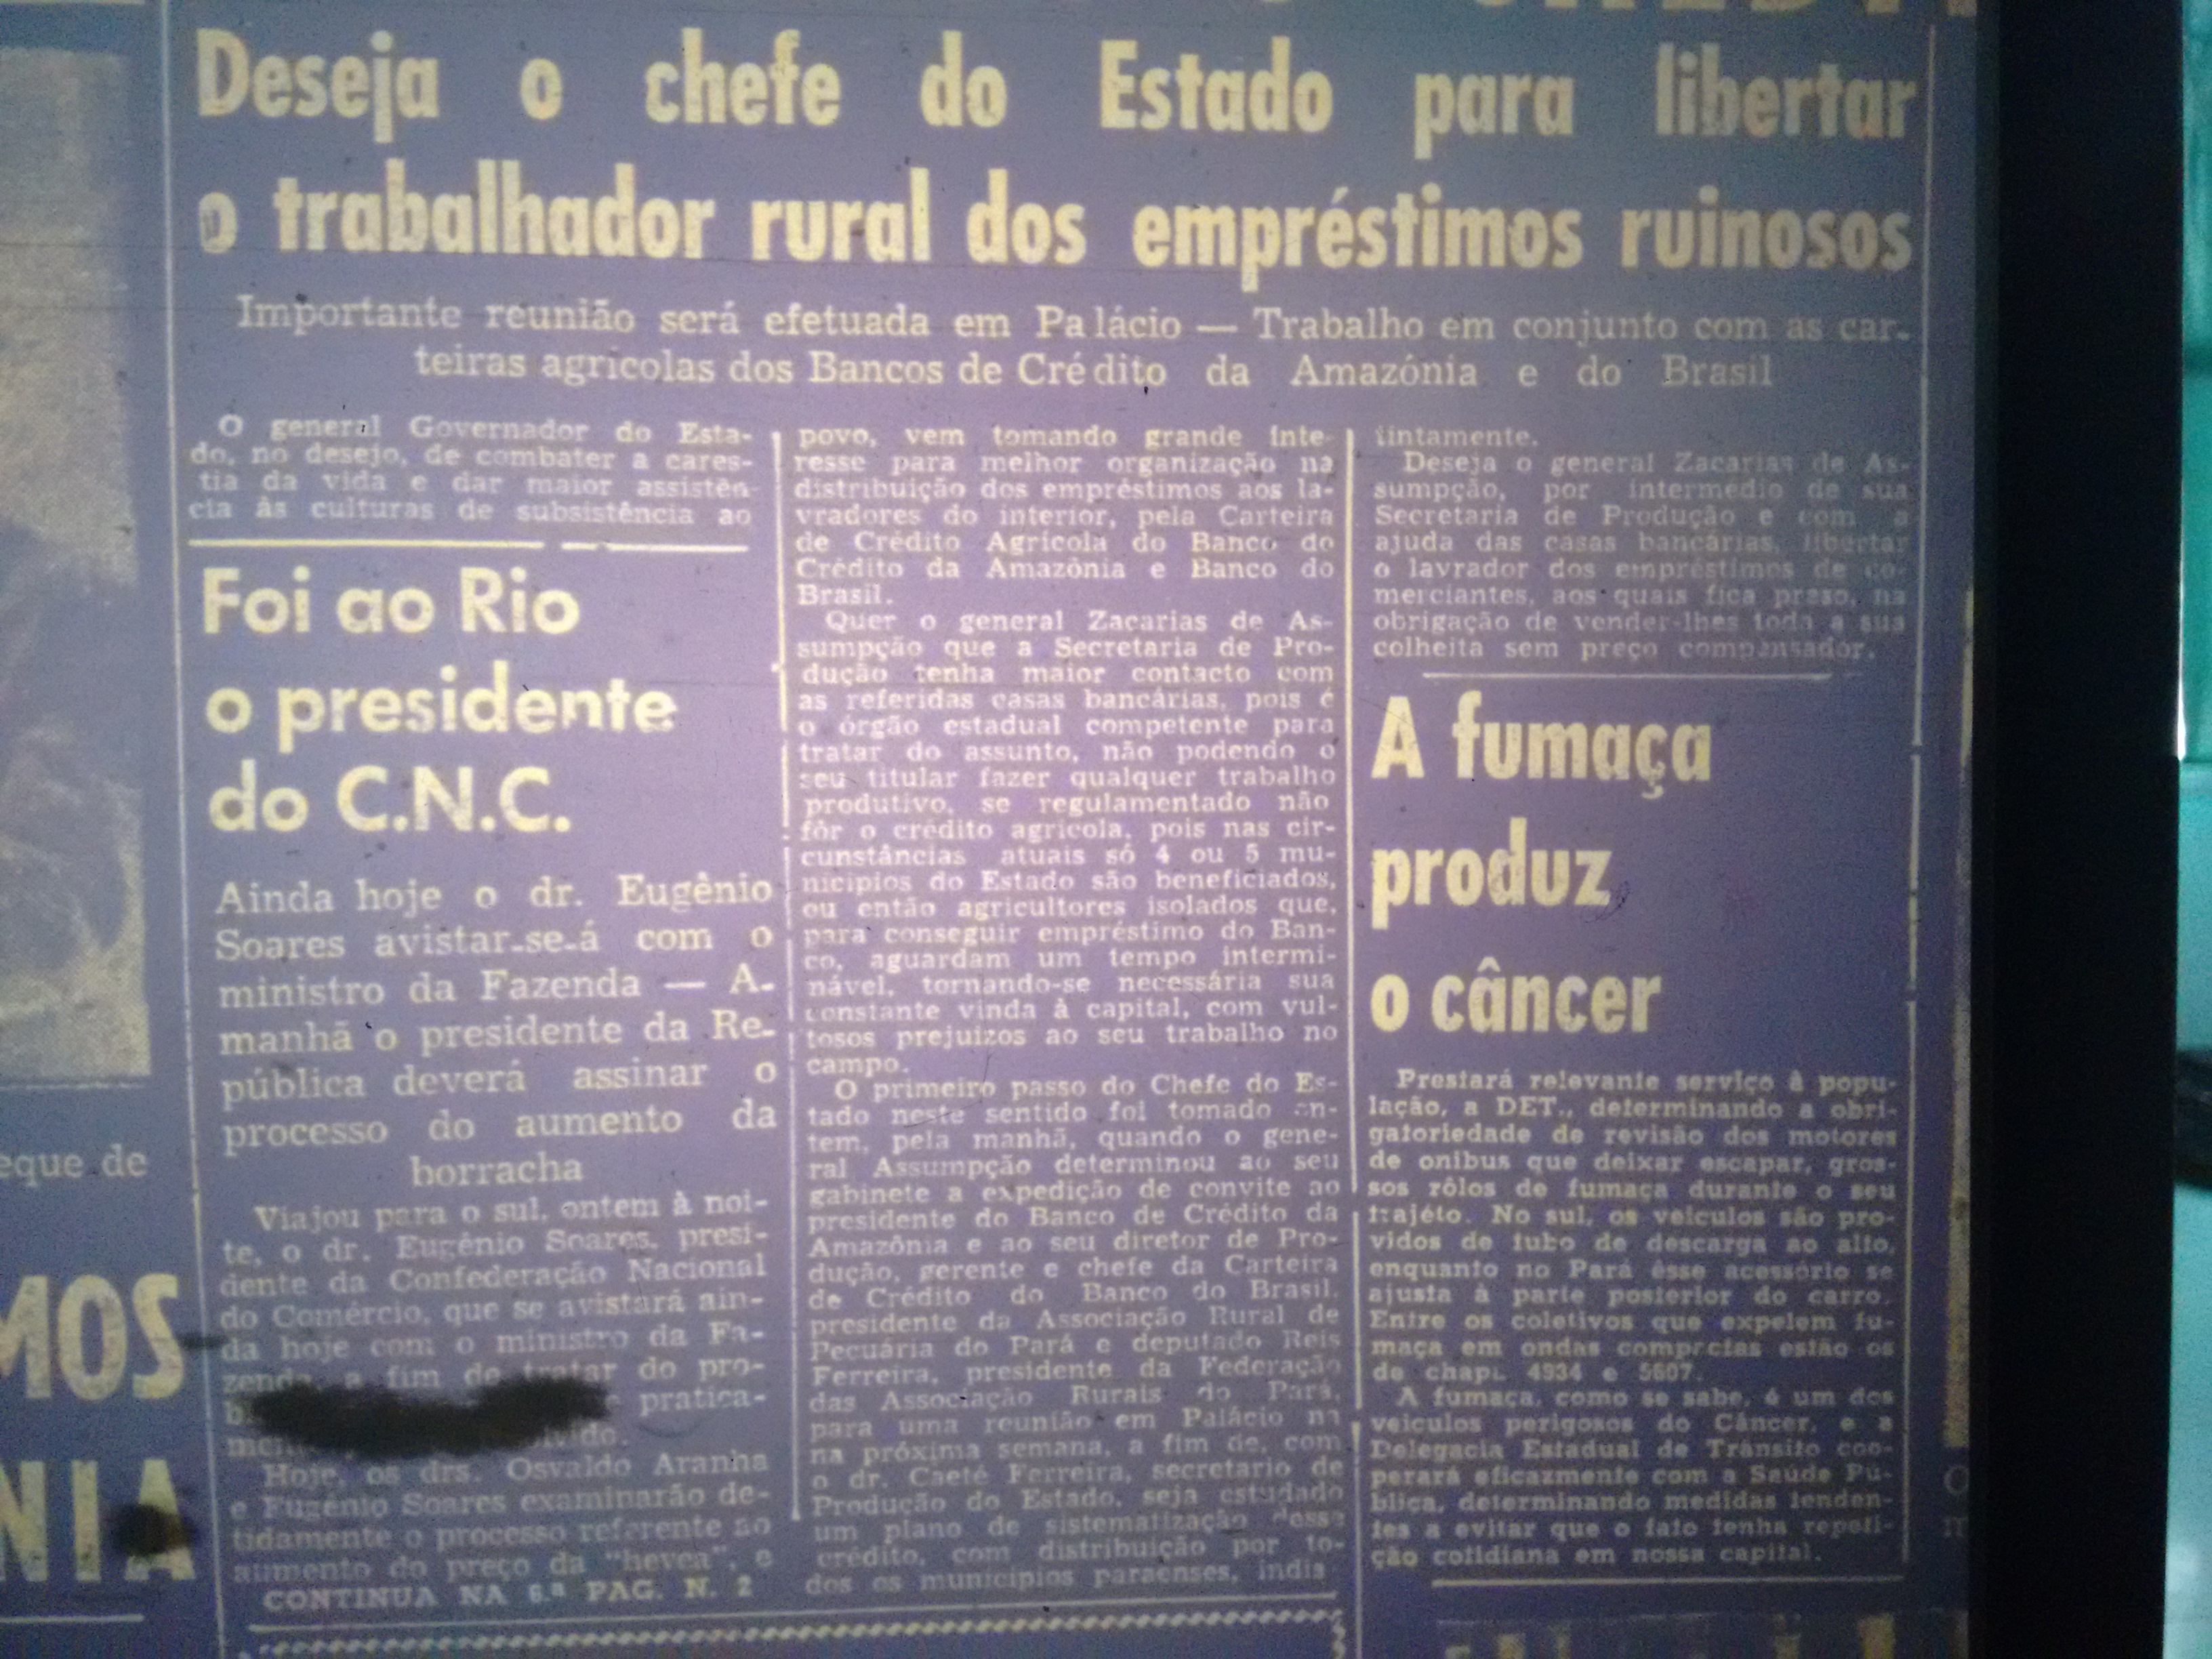 Deseja o chefe do Estado para libertar
o trabalhador rural dos empréstimos ruinosos
Importante reunião será efetuada em Palácio — Trabalho em conjunto com as car-
teiras agricolas dos Bancos de Crédito da Amazónia e do Brasil
O general Governador do Esta-
do, no desejo, de combater a cares-
tia da vida e dar maior assistên-
cia às culturas de subsistência ao
povo, vem tomando grande inte-
resse para melhor organização na
distribuição dos empréstimos aos la-
vradores do interior, pela Carteira
de Crédito Agricola do Banco de
Crédito da Amazônia e Banco do
Brasil.
Quer o general Zacarias de As-
sumpção que a Secretaria de Pro-
dução tenha maior contacto com
as referidas casas bancárias, pois é
o órgão estadual competente para
tratar do assunto, não podendo o
seu titular fazer qualquer trabalho
produtivo, se regulamentado não
fôr o crédito agricola, pois nas cir-
cunstâncias atuais só 4 ou 5 mu-
nicipios do Estado são beneficiados,
ou então agricultores isolados que,
para conseguir empréstimo do Ban-
co, aguardam um tempo intermi-
nável, tornando-se necessária sua
constante vinda à capital, com vul-
tosos prejuizos ao seu trabalho no
campo.
O primeiro passo do Chefe do Es-
tado neste sentido foi tomado on-
tem, pela manhã, quando o gene-
ral Assumpção determinou ao seu
gabinete a expedição de convite ao
presidente do Banco de Crédito da
Amazônia e ao seu diretor de Pro-
dução, gerente e chefe da Carteira
de Crédito do Banco do Brasil,
presidente da Associação Rural de
Pecuária do Pará e deputado Reis
Ferreira, presidente da Federação
das Associação Rurais do Pará,
para uma reunião em Palácio na
na próxima semana, a fim de, com
o dr. Caeté Ferreira, secretario de
Produção do Estado, seja estudado
um plano de sistematização desse
crédito, com distribuição por to-
dos os municipios paraenses, indis-
tintamente.
Deseja o general Zacarias de As-
sumpção, por intermedio de sua
Secretaria de Produção e com a
ajuda das casas bancárias, libertar
o lavrador dos empréstimos de co-
merciantes, aos quais fica preso, na
obrigação de vender-lhes toda a sua
colheita sem preço compensador.
Foi ao Rio
o presidente
do C.N.C.
Ainda hoje o dr. Eugênio
Soares avistar-se-á com o
ministro da Fazenda — A-
manhã o presidente da Re-
pública deverá assinar o
processo do aumento da
borracha
Viajou para o sul, ontem à noi-
te, o dr. Eugênio Soares, presi-
dente da Confederação Nacional
do Comércio, que se avistará ain-
da hoje com o ministro da Fa-
zenda, a fim de tratar do pro-
pratica-
Hoje, os drs. Osvaldo Aranha
e Eugênio Soares examinarão de-
tidamente o processo referente ao
aumento do preço da "hevea", e
CONTINUA NA 6.ª PAG. N. 2
A fumaça
produz
o câncer
Prestará relevante serviço à popu-
lação, a DET., determinando a obri-
gatoriedade de revisão dos motores
de onibus que deixar escapar, gros-
sos rôlos de fumaça durante o seu
trajéto. No sul, os veiculos são pro-
vidos de tubo de descarga ao alto,
enquanto no Pará êsse acessório se
ajusta à parte posterior do carro.
Entre os coletivos que expelem fu-
maça em ondas compactas estão os
de chap. 4934 e 5607.
A fumaça, como se sabe, é um dos
veiculos perigosos do Câncer, e a
Delegacia Estadual de Trânsito coo-
perará eficazmente com a Saúde Pú-
blica, determinando medidas tenden-
tes a evitar que o fato tenha repeti-
ção cotidiana em nossa capital.
eque de
MOS
NIA